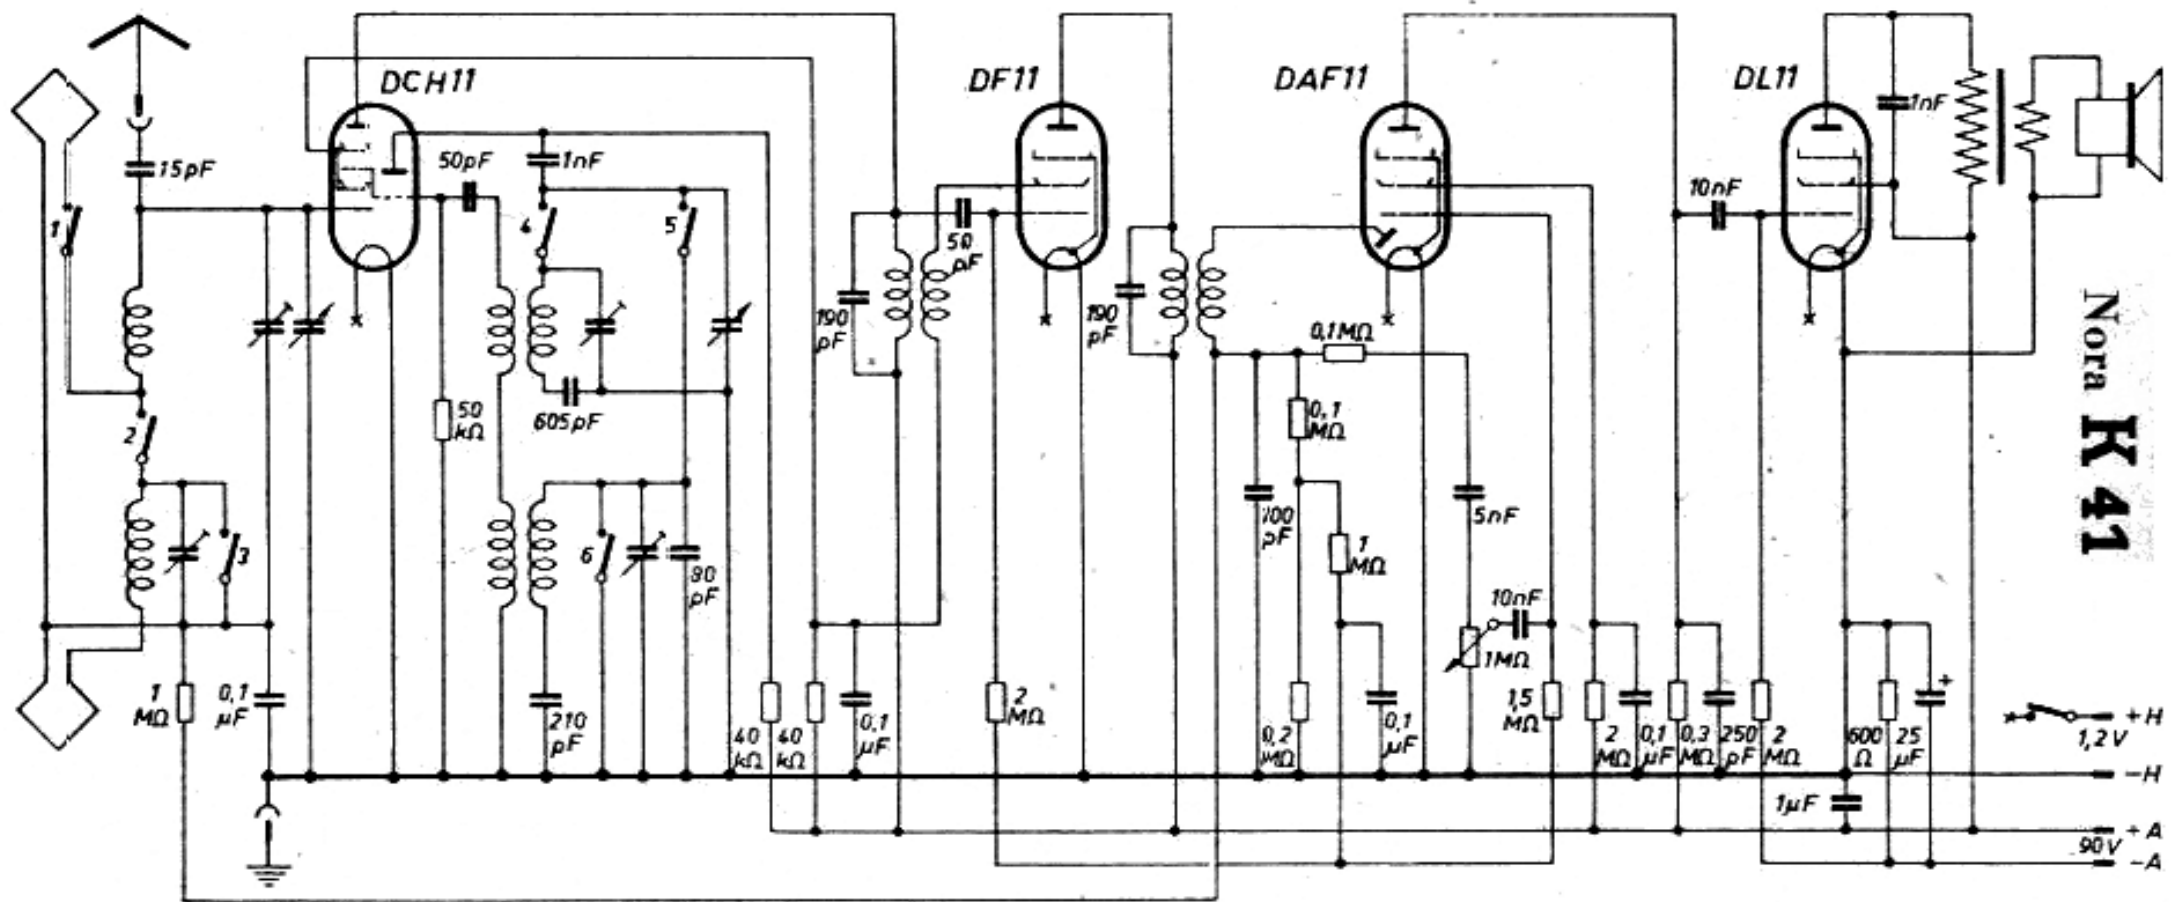 DCH11
DF11
DAF11
DL11
15pF
50pF
1nF
1nF
10nF
1
4
5
50
pF
190
pF
190
pF
0,1MΩ
2
50
kΩ
605pF
0,1
MΩ
5nF
100
pF
3
6
90
pF
1
MΩ
10nF
1MΩ
1
MΩ
0,1
µF
210
pF
40
kΩ
40
kΩ
0,1
µF
2
MΩ
0,2
MΩ
0,1
µF
1,5
MΩ
2
MΩ
0,1
µF
0,3
MΩ
250
pF
2
MΩ
600
Ω
25
µF
+
+H
1,2V
-H
1µF
+A
90V
-A
Nora K 41